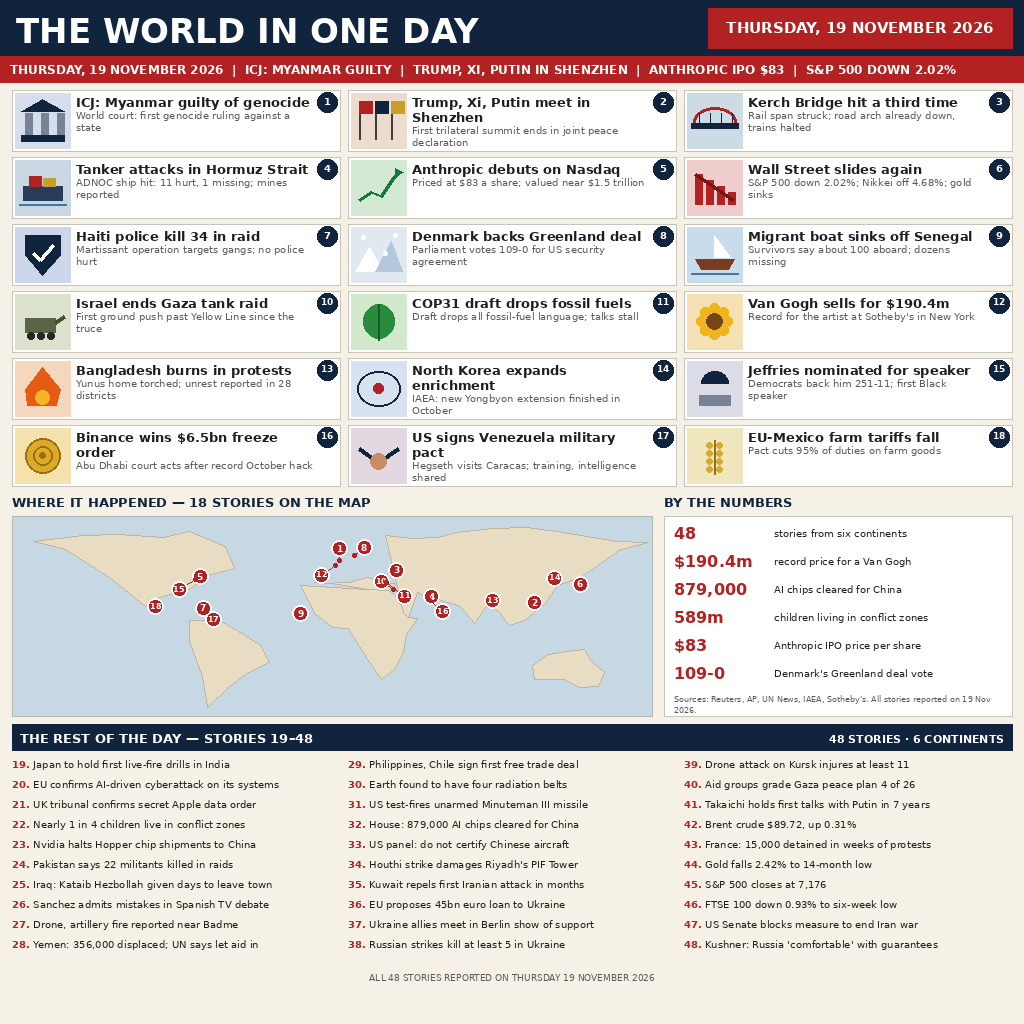 THE WORLD IN ONE DAY
THURSDAY, 19 NOVEMBER 2026
THURSDAY, 19 NOVEMBER 2026 | ICJ: MYANMAR GUILTY | TRUMP, XI, PUTIN IN SHENZHEN | ANTHROPIC IPO $83 | S&P 500 DOWN 2.02%
ICJ: Myanmar guilty of genocide
1
World court: first genocide ruling against a
state
Trump, Xi, Putin meet in
Shenzhen
2
First trilateral summit ends in joint peace
declaration
Kerch Bridge hit a third time
3
Rail span struck; road arch already down,
trains halted
Tanker attacks in Hormuz Strait
4
ADNOC ship hit: 11 hurt, 1 missing; mines
reported
Anthropic debuts on Nasdaq
5
Priced at $83 a share; valued near $1.5 trillion
Wall Street slides again
6
S&P 500 down 2.02%; Nikkei off 4.68%; gold
sinks
Haiti police kill 34 in raid
7
Martissant operation targets gangs; no police
hurt
Denmark backs Greenland deal
8
Parliament votes 109-0 for US security
agreement
Migrant boat sinks off Senegal
9
Survivors say about 100 aboard; dozens
missing
Israel ends Gaza tank raid
10
First ground push past Yellow Line since the
truce
COP31 draft drops fossil fuels
11
Draft drops all fossil-fuel language; talks stall
Van Gogh sells for $190.4m
12
Record for the artist at Sotheby's in New York
Bangladesh burns in protests
13
Yunus home torched; unrest reported in 28
districts
North Korea expands
enrichment
14
IAEA: new Yongbyon extension finished in
October
Jeffries nominated for speaker
15
Democrats back him 251-11; first Black
speaker
Binance wins $6.5bn freeze
order
16
Abu Dhabi court acts after record October hack
US signs Venezuela military
pact
17
Hegseth visits Caracas; training, intelligence
shared
EU-Mexico farm tariffs fall
18
Pact cuts 95% of duties on farm goods
WHERE IT HAPPENED — 18 STORIES ON THE MAP
1
8
12
5
15
18
7
17
9
3
10
11
4
16
13
2
14
6
BY THE NUMBERS
48 stories from six continents
$190.4m record price for a Van Gogh
879,000 AI chips cleared for China
589m children living in conflict zones
$83 Anthropic IPO price per share
109-0 Denmark's Greenland deal vote
Sources: Reuters, AP, UN News, IAEA, Sotheby's. All stories reported on 19 Nov
2026.
THE REST OF THE DAY — STORIES 19–48
48 STORIES · 6 CONTINENTS
19. Japan to hold first live-fire drills in India
20. EU confirms AI-driven cyberattack on its systems
21. UK tribunal confirms secret Apple data order
22. Nearly 1 in 4 children live in conflict zones
23. Nvidia halts Hopper chip shipments to China
24. Pakistan says 22 militants killed in raids
25. Iraq: Kataib Hezbollah given days to leave town
26. Sanchez admits mistakes in Spanish TV debate
27. Drone, artillery fire reported near Badme
28. Yemen: 356,000 displaced; UN says let aid in
29. Philippines, Chile sign first free trade deal
30. Earth found to have four radiation belts
31. US test-fires unarmed Minuteman III missile
32. House: 879,000 AI chips cleared for China
33. US panel: do not certify Chinese aircraft
34. Houthi strike damages Riyadh's PIF Tower
35. Kuwait repels first Iranian attack in months
36. EU proposes 45bn euro loan to Ukraine
37. Ukraine allies meet in Berlin show of support
38. Russian strikes kill at least 5 in Ukraine
39. Drone attack on Kursk injures at least 11
40. Aid groups grade Gaza peace plan 4 of 26
41. Takaichi holds first talks with Putin in 7 years
42. Brent crude $89.72, up 0.31%
43. France: 15,000 detained in weeks of protests
44. Gold falls 2.42% to 14-month low
45. S&P 500 closes at 7,176
46. FTSE 100 down 0.93% to six-week low
47. US Senate blocks measure to end Iran war
48. Kushner: Russia 'comfortable' with guarantees
ALL 48 STORIES REPORTED ON THURSDAY 19 NOVEMBER 2026